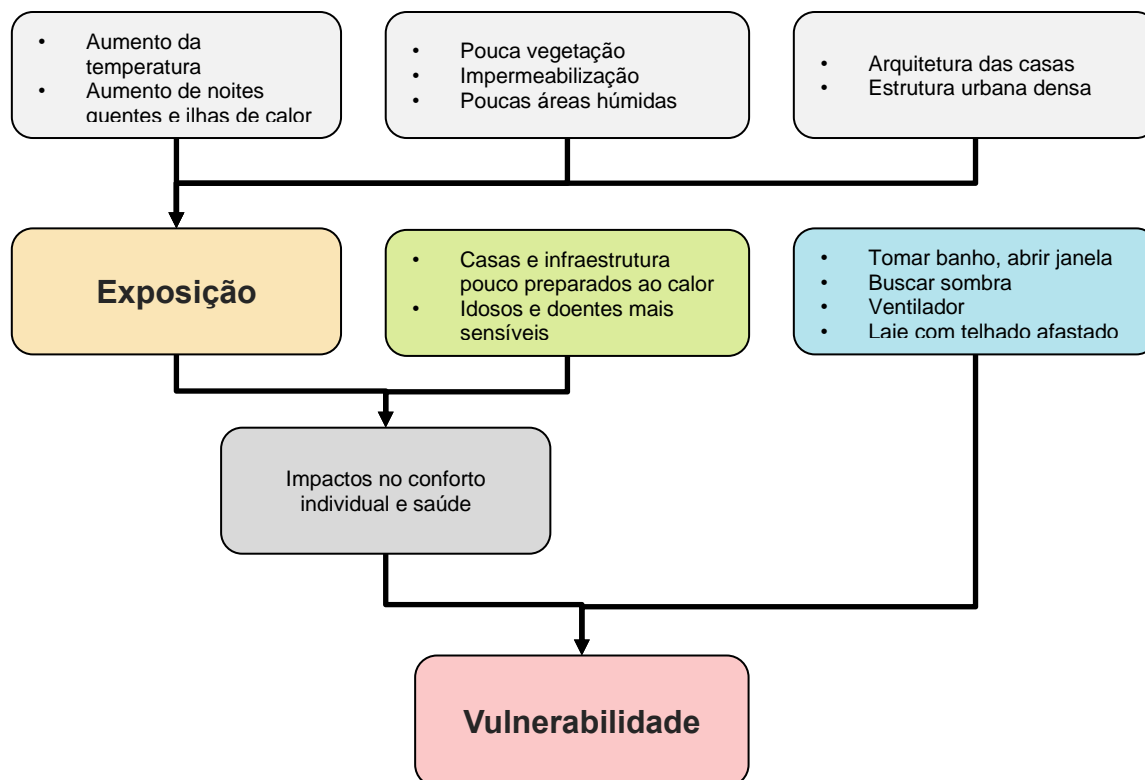 • Aumento da
temperatura
• Aumento de noites
quentes e ilhas de calor
• Pouca vegetação
• Impermeabilização
• Poucas áreas húmidas
• Arquitetura das casas
• Estrutura urbana densa
Exposição
• Casas e infraestrutura
pouco preparados ao calor
• Idosos e doentes mais
sensíveis
• Tomar banho, abrir janela
• Buscar sombra
• Ventilador
• Laje com telhado afastado
Impactos no conforto
individual e saúde
Vulnerabilidade